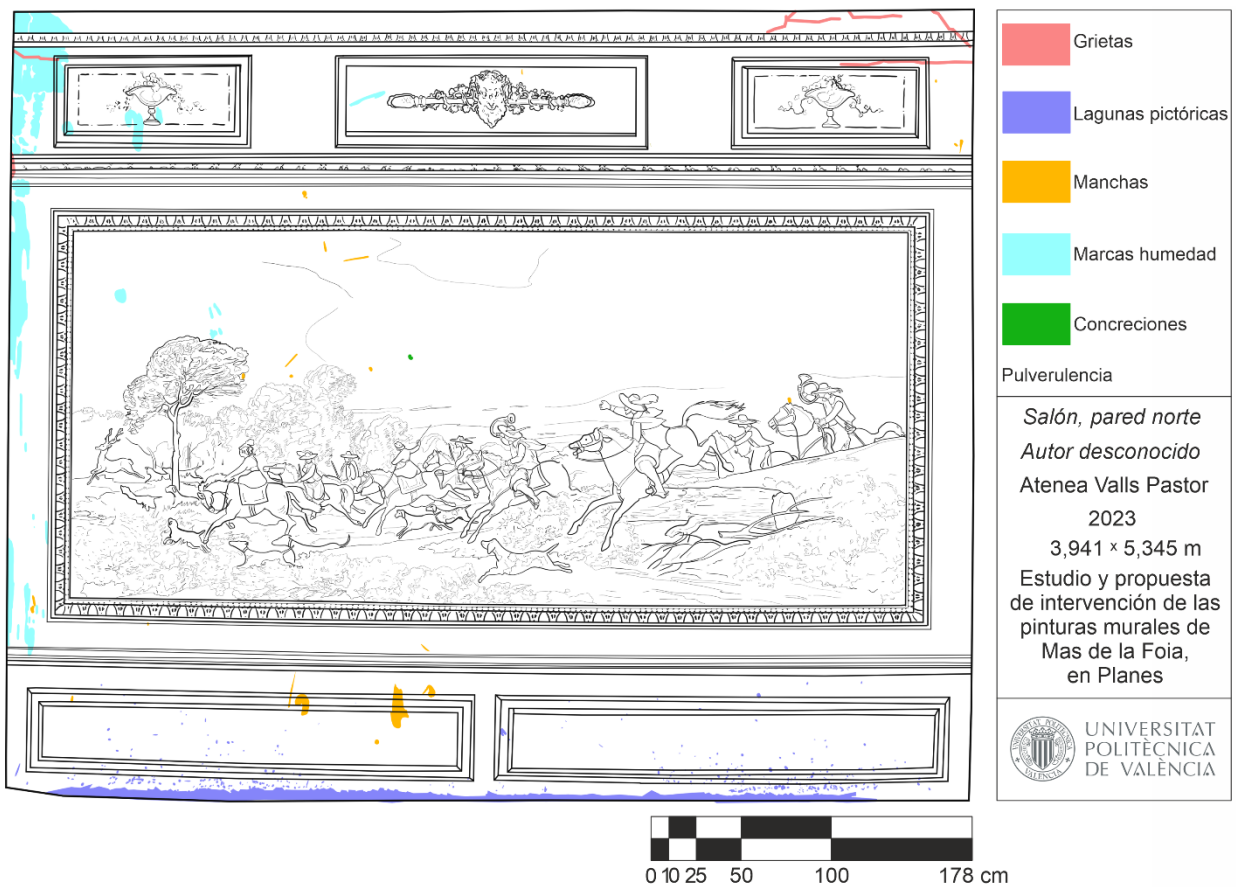 Grietas
Lagunas pictóricas
Manchas
Marcas humedad
Concreciones
Pulverulencia
Salón, pared norte
Autor desconocido
Atenea Valls Pastor
2023
3,941 x 5,345 m
Estudio y propuesta
de intervención de las
pinturas murales de
Mas de la Foia,
en Planes
UNIVERSITAT
POLITÈCNICA
DE VALÈNCIA
0 10 25 50 100 178 cm